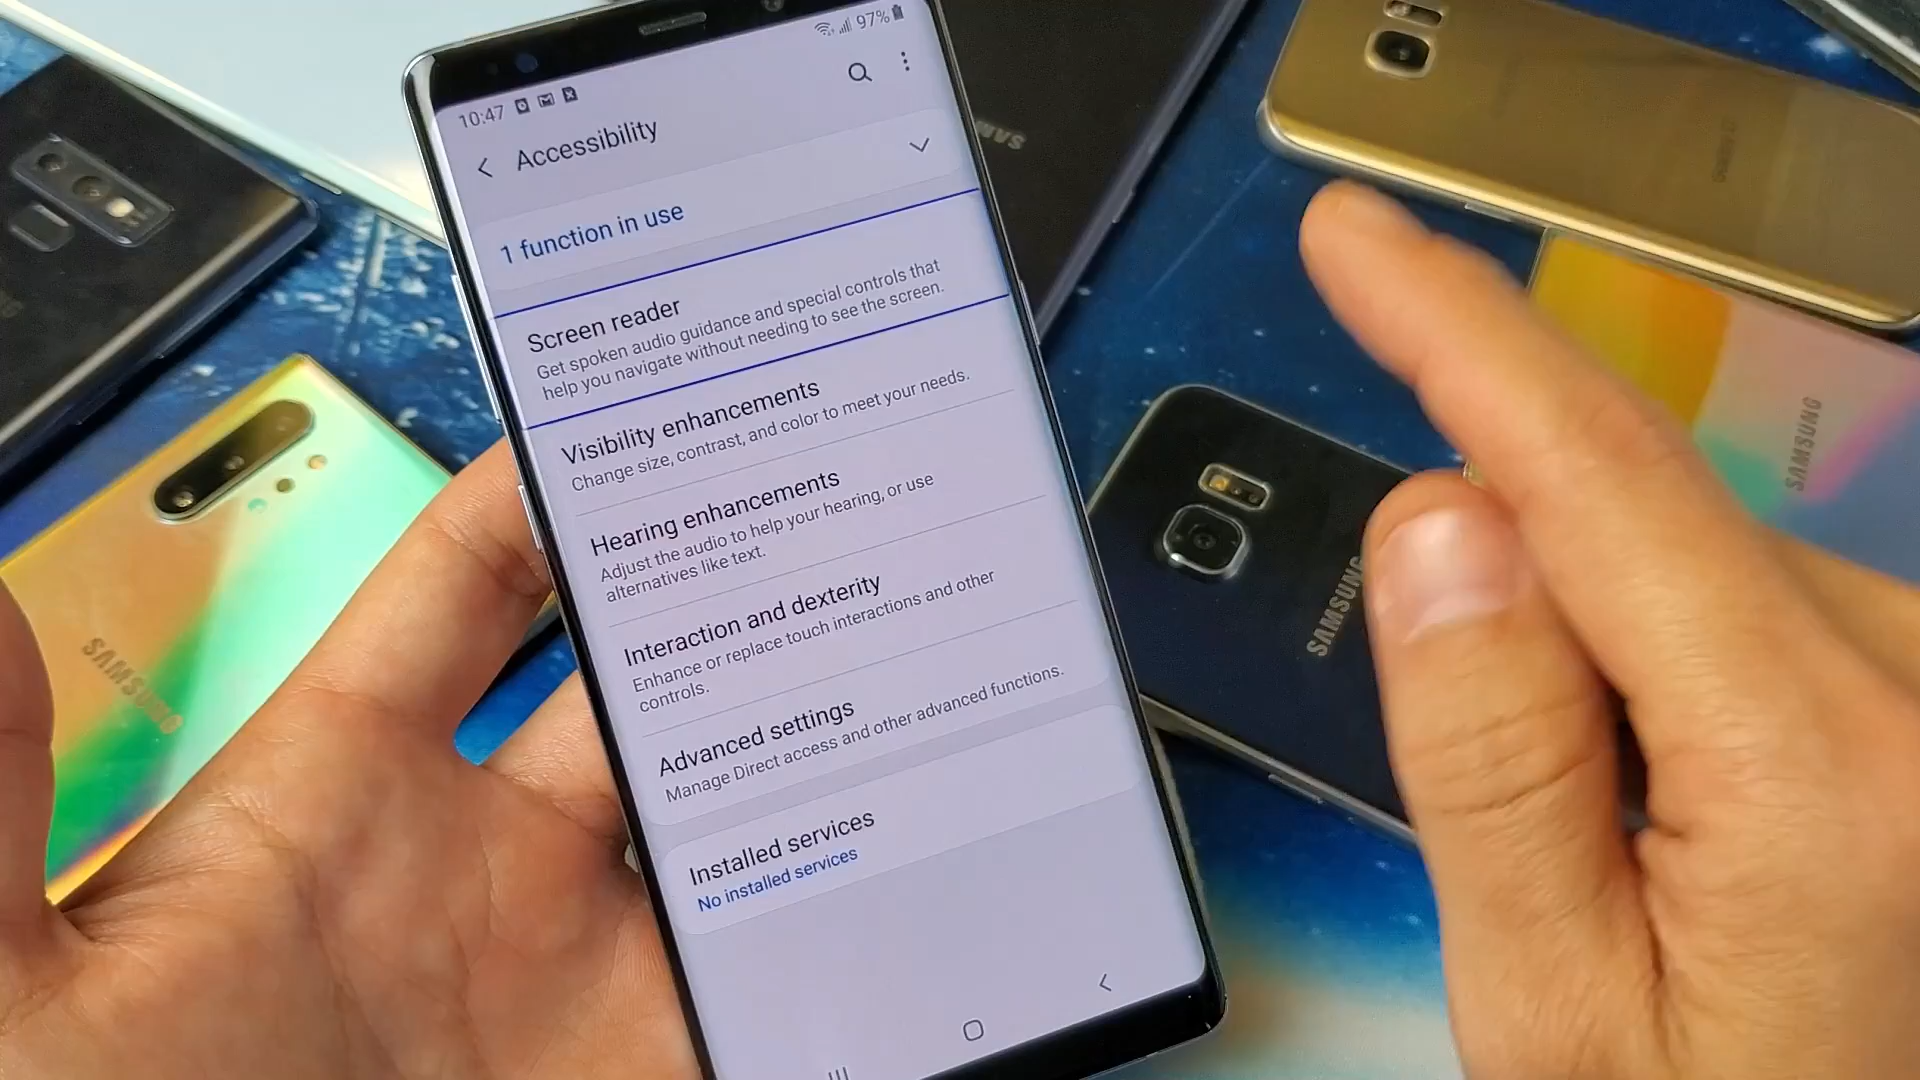 97%
10:47
Accessibility
1 function in use
Screen reader
Get spoken audio guidance and special controls that
help you navigate without needing to see the screen.
Visibility enhancements
Change size, contrast, and color to meet your needs.
Hearing enhancements
Adjust the audio to help your hearing, or use
alternatives like text.
Interaction and dexterity
Enhance or replace touch interactions and other
controls.
Advanced settings
Manage Direct access and other advanced functions.
Installed services
No installed services
SAMSUNG
SAMSUNG
SAMSUNG